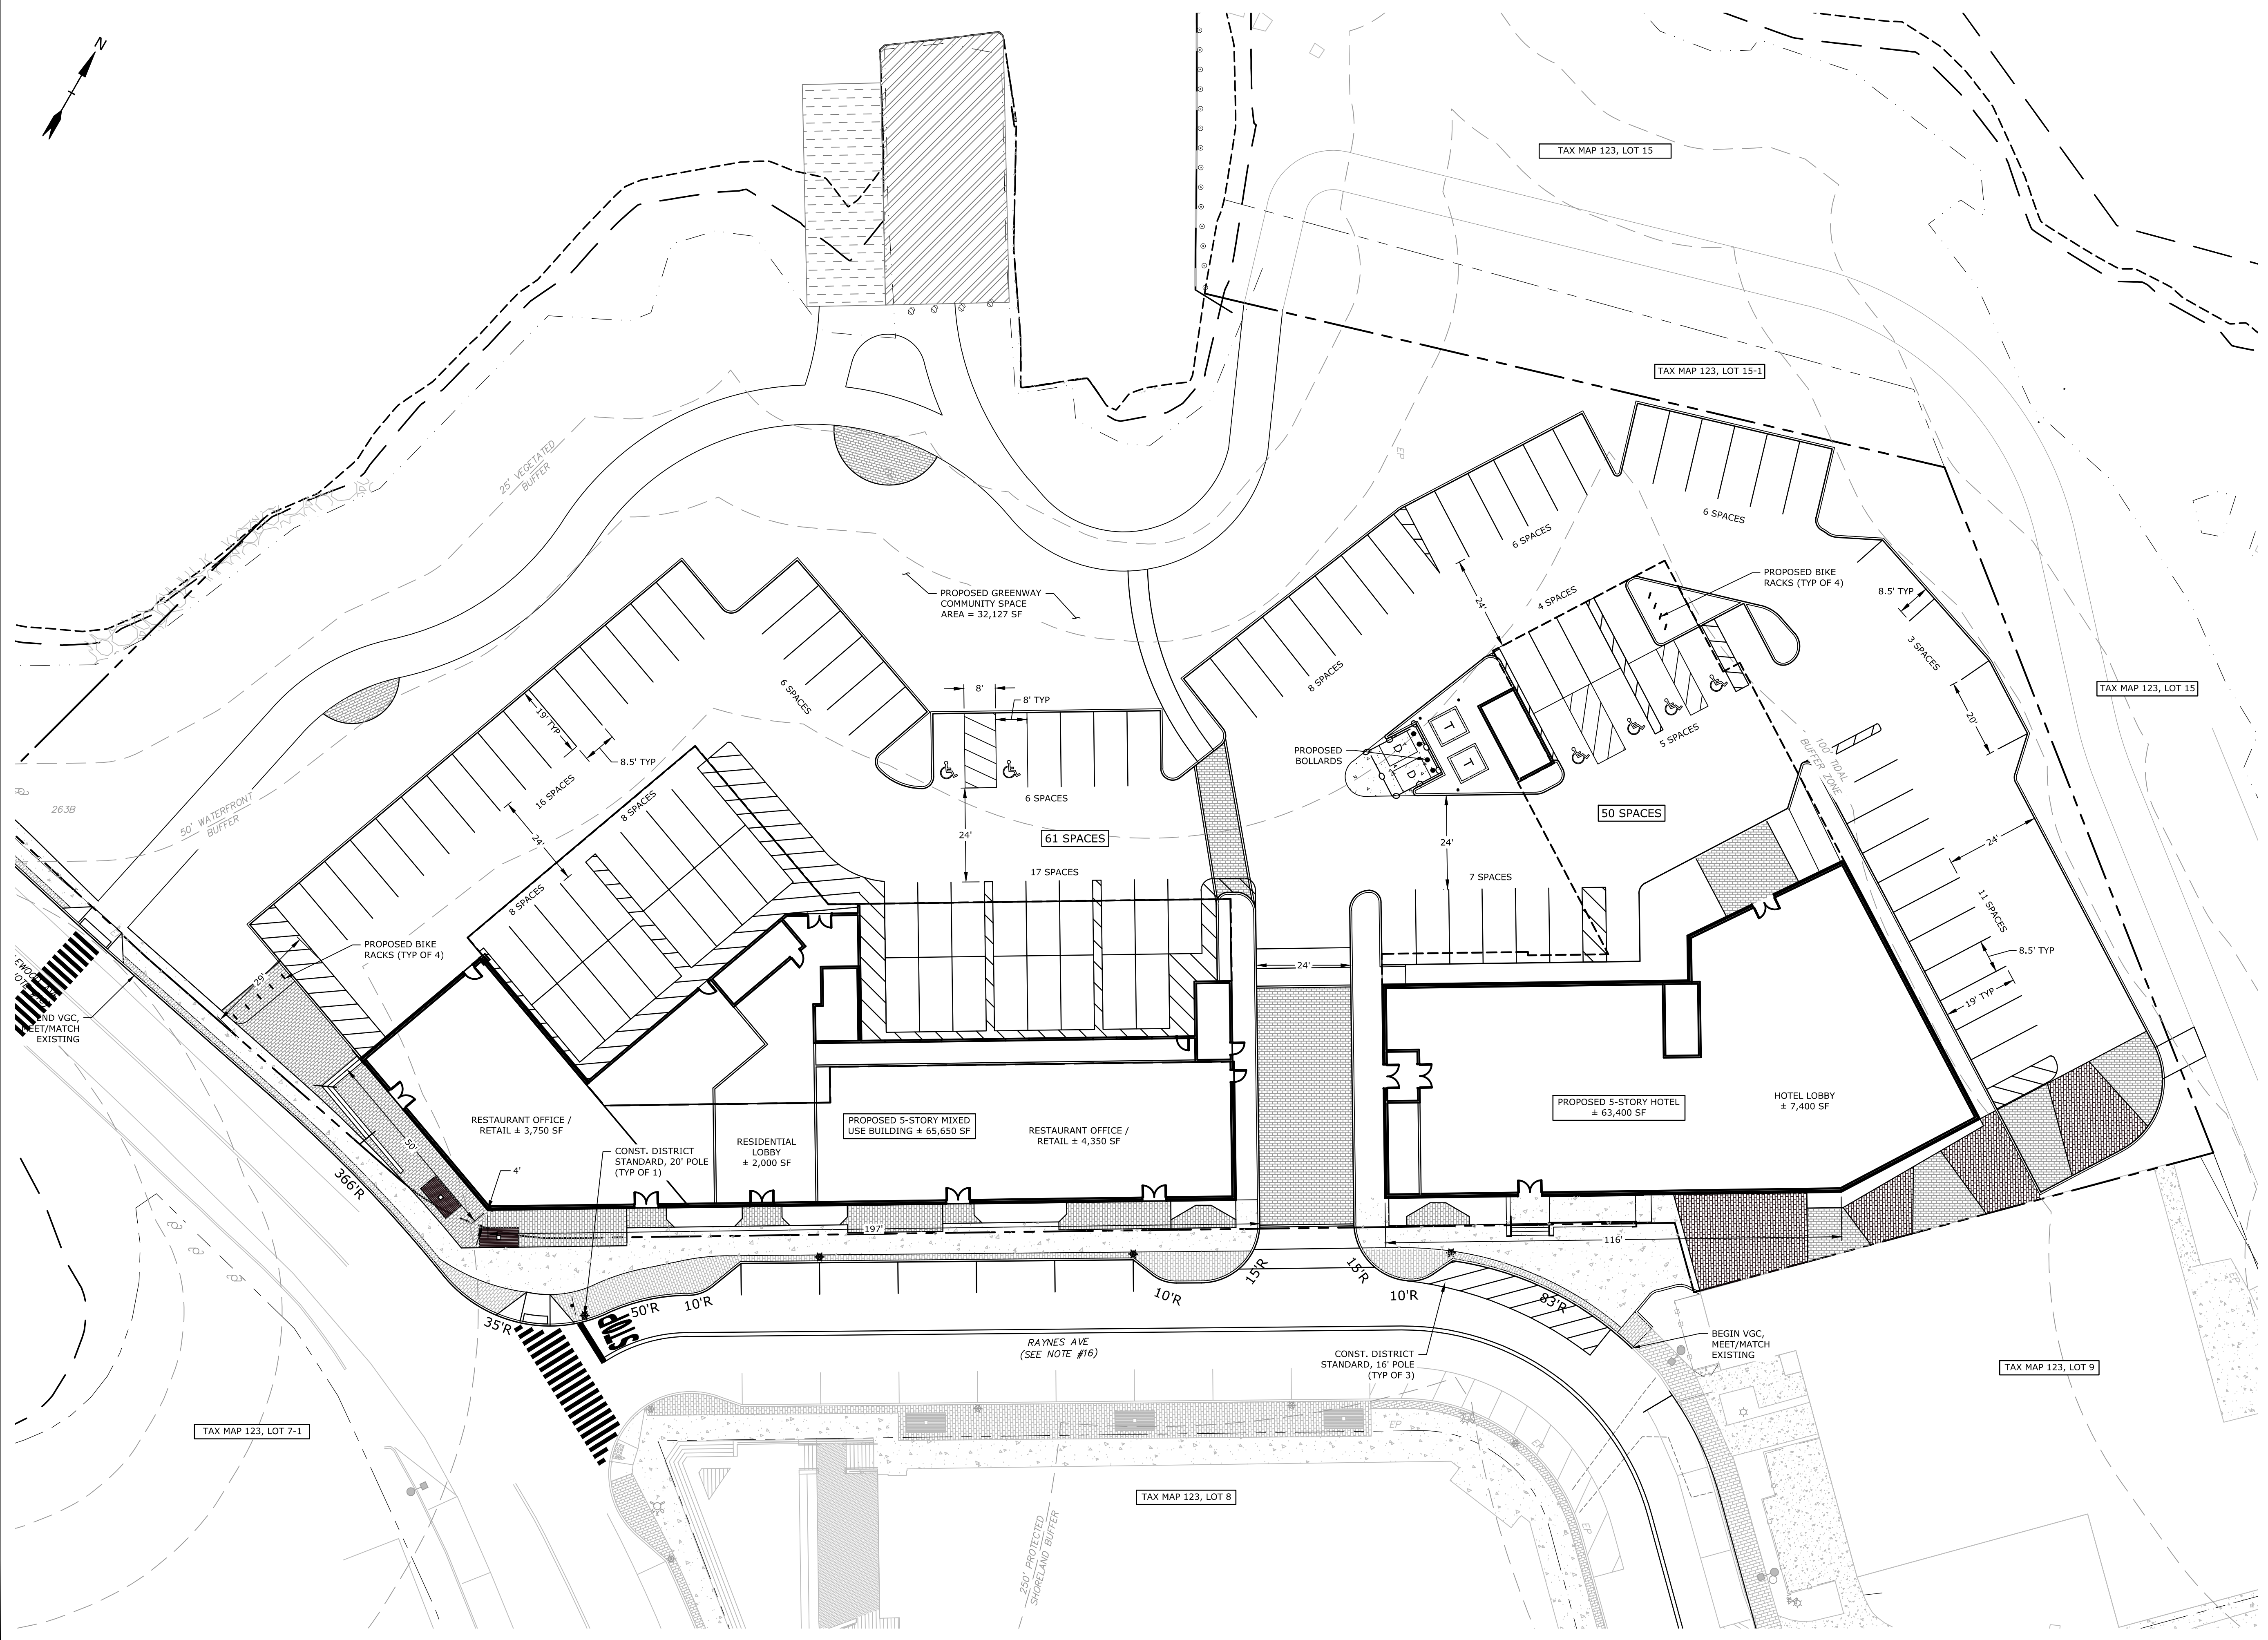 N
TAX MAP 123, LOT 15
TAX MAP 123, LOT 15-1
25' VEGETATED
BUFFER
EP
6 SPACES
6 SPACES
PROPOSED BIKE
RACKS (TYP OF 4)
8.5' TYP
24'
4 SPACES
PROPOSED GREENWAY
COMMUNITY SPACE
AREA = 32,127 SF
3 SPACES
8 SPACES
6 SPACES
8'
8' TYP
TAX MAP 123, LOT 15
19' TYP
20'
8.5' TYP
5 SPACES
PROPOSED
BOLLARDS
T
T
D
D
100' TIDAL
BUFFER ZONE
16 SPACES
8 SPACES
6 SPACES
263B
50' WATERFRONT
BUFFER
24'
24'
61 SPACES
50 SPACES
24'
24'
17 SPACES
7 SPACES
8 SPACES
11 SPACES
PROPOSED BIKE
RACKS (TYP OF 4)
8.5' TYP
29'
24'
19' TYP
END VGC,
MEET/MATCH
EXISTING
RESTAURANT OFFICE /
RETAIL ± 3,750 SF
PROPOSED 5-STORY MIXED
USE BUILDING ± 65,650 SF
RESTAURANT OFFICE /
RETAIL ± 4,350 SF
PROPOSED 5-STORY HOTEL
± 63,400 SF
HOTEL LOBBY
± 7,400 SF
RESIDENTIAL
LOBBY
± 2,000 SF
CONST. DISTRICT
STANDARD, 20' POLE
(TYP OF 1)
50'
4'
366'R
197'
116'
15'R
15'R
10'R
10'R
10'R
50'R
83'R
35'R
STOP
RAYNES AVE
(SEE NOTE #16)
CONST. DISTRICT
STANDARD, 16' POLE
(TYP OF 3)
BEGIN VGC,
MEET/MATCH
EXISTING
TAX MAP 123, LOT 9
EP
TAX MAP 123, LOT 7-1
EP
EP
EP
TAX MAP 123, LOT 8
250' PROTECTED
SHORELAND BUFFER